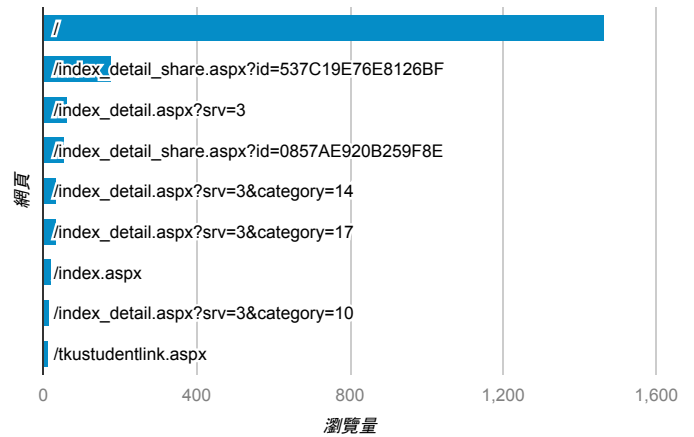 /
/index_detail_share.aspx?id=537C19E76E8126BF
/index_detail.aspx?srv=3
/index_detail_share.aspx?id=0857AE920B259F8E
/index_detail.aspx?srv=3&category=14
/index_detail.aspx?srv=3&category=17
/index.aspx
/index_detail.aspx?srv=3&category=10
/tkustudentlink.aspx
網頁
0 400 800 1,200 1,600
瀏覽量